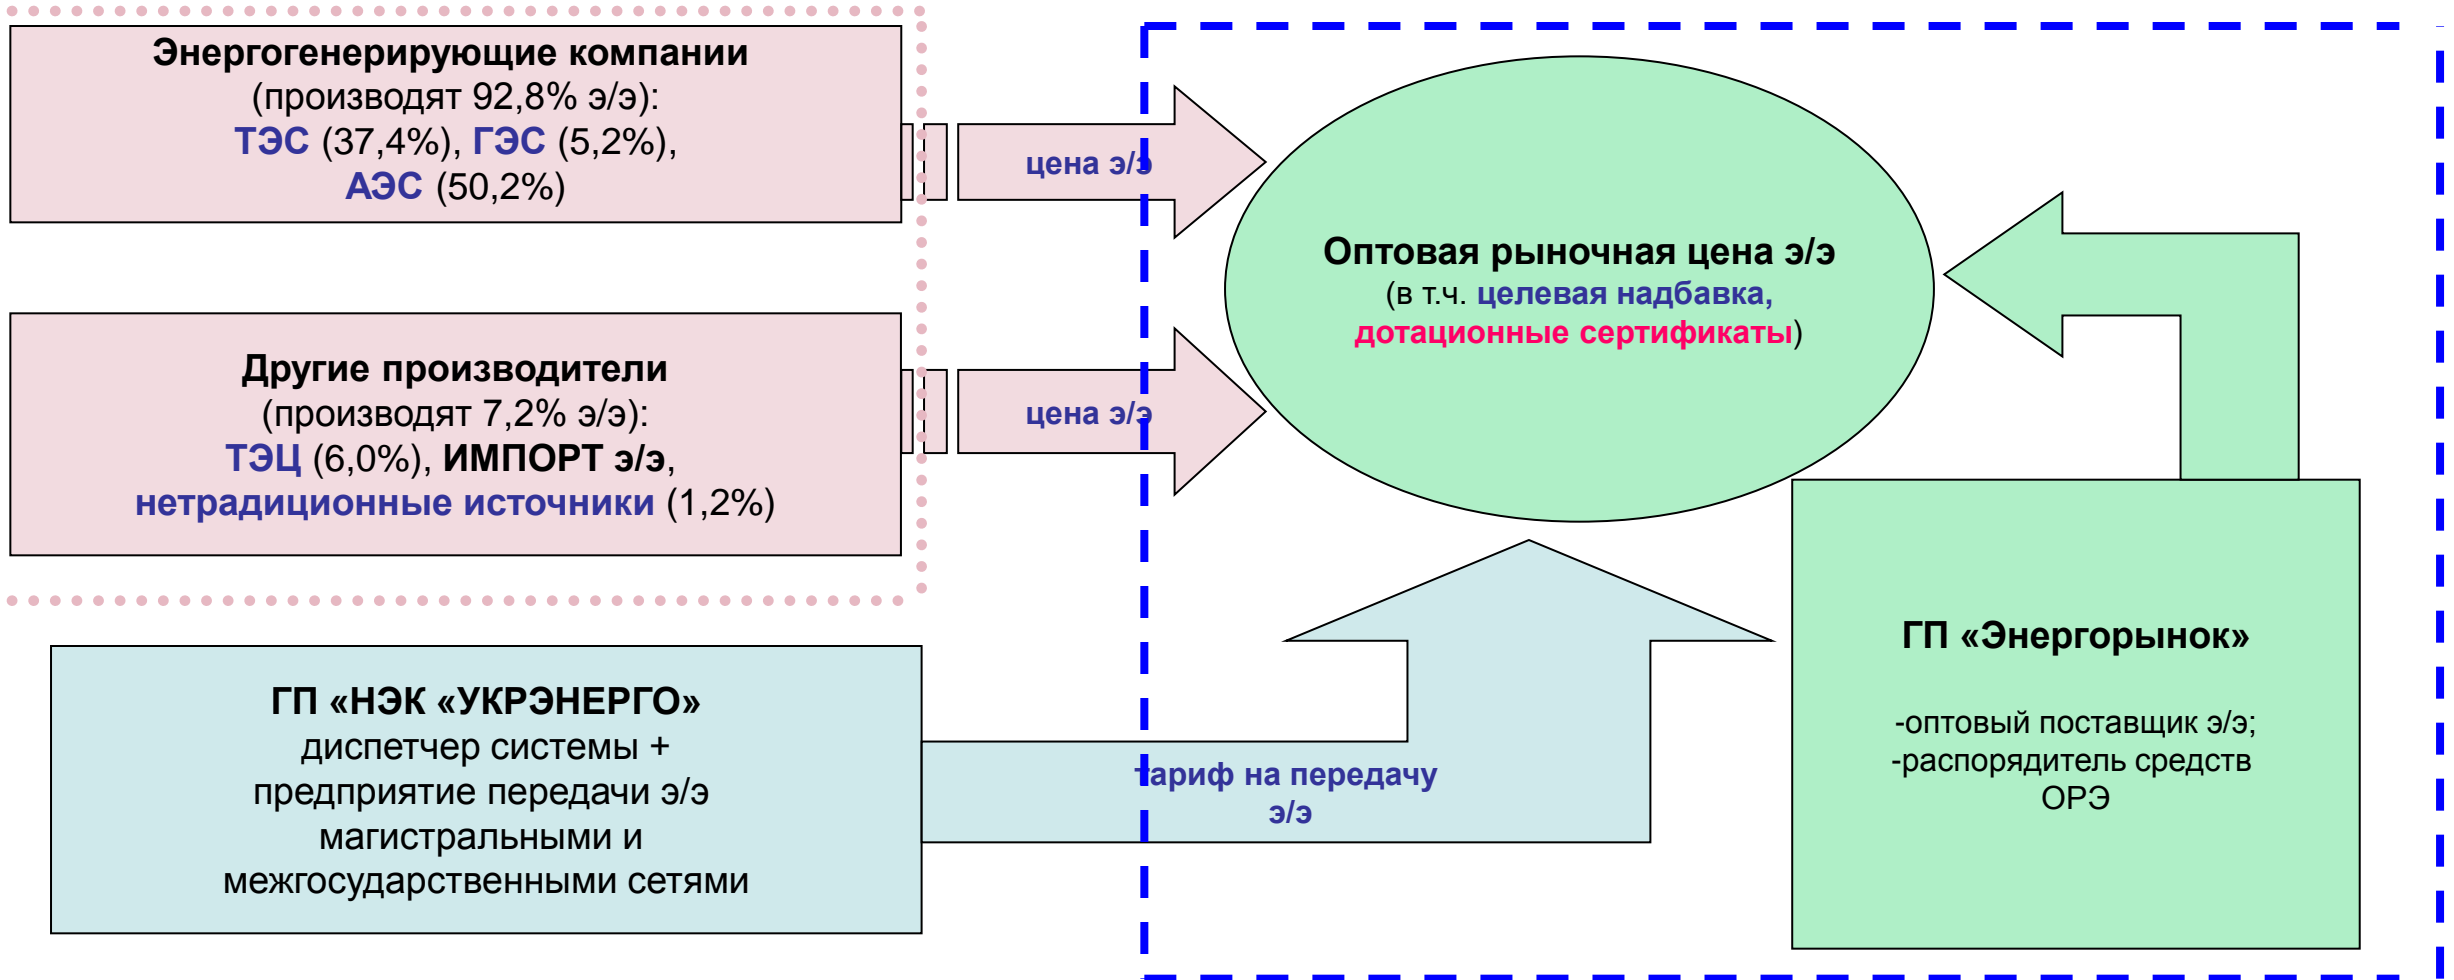 Энергогенерирующие компании
(производят 92,8% э/э):
ТЭС (37,4%), ГЭС (5,2%),
АЭС (50,2%)
цена э/э
Оптовая рыночная цена э/э
(в т.ч. целевая надбавка,
дотационные сертификаты)
Другие производители
(производят 7,2% э/э):
ТЭЦ (6,0%), ИМПОРТ э/э,
нетрадиционные источники (1,2%)
цена э/э
ГП «НЭК «УКРЭНЕРГО»
диспетчер системы +
предприятие передачи э/э
магистральными и
межгосударственными сетями
тариф на передачу
э/э
ГП «Энергорынок»
-оптовый поставщик э/э;
-распорядитель средств
ОРЭ